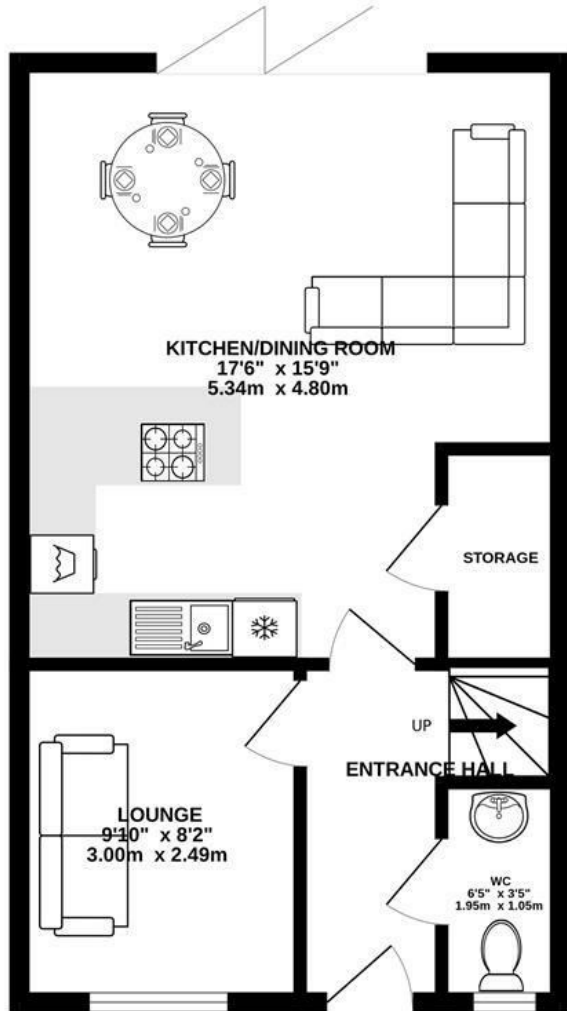 KITCHEN/DINING ROOM
17'6" x 15'9"
5.34m x 4.80m
STORAGE
UP
ENTRANCE HALL
LOUNGE
9'10" x 8'2"
3.00m x 2.49m
WC
6'5" x 3'5"
1.95m x 1.05m